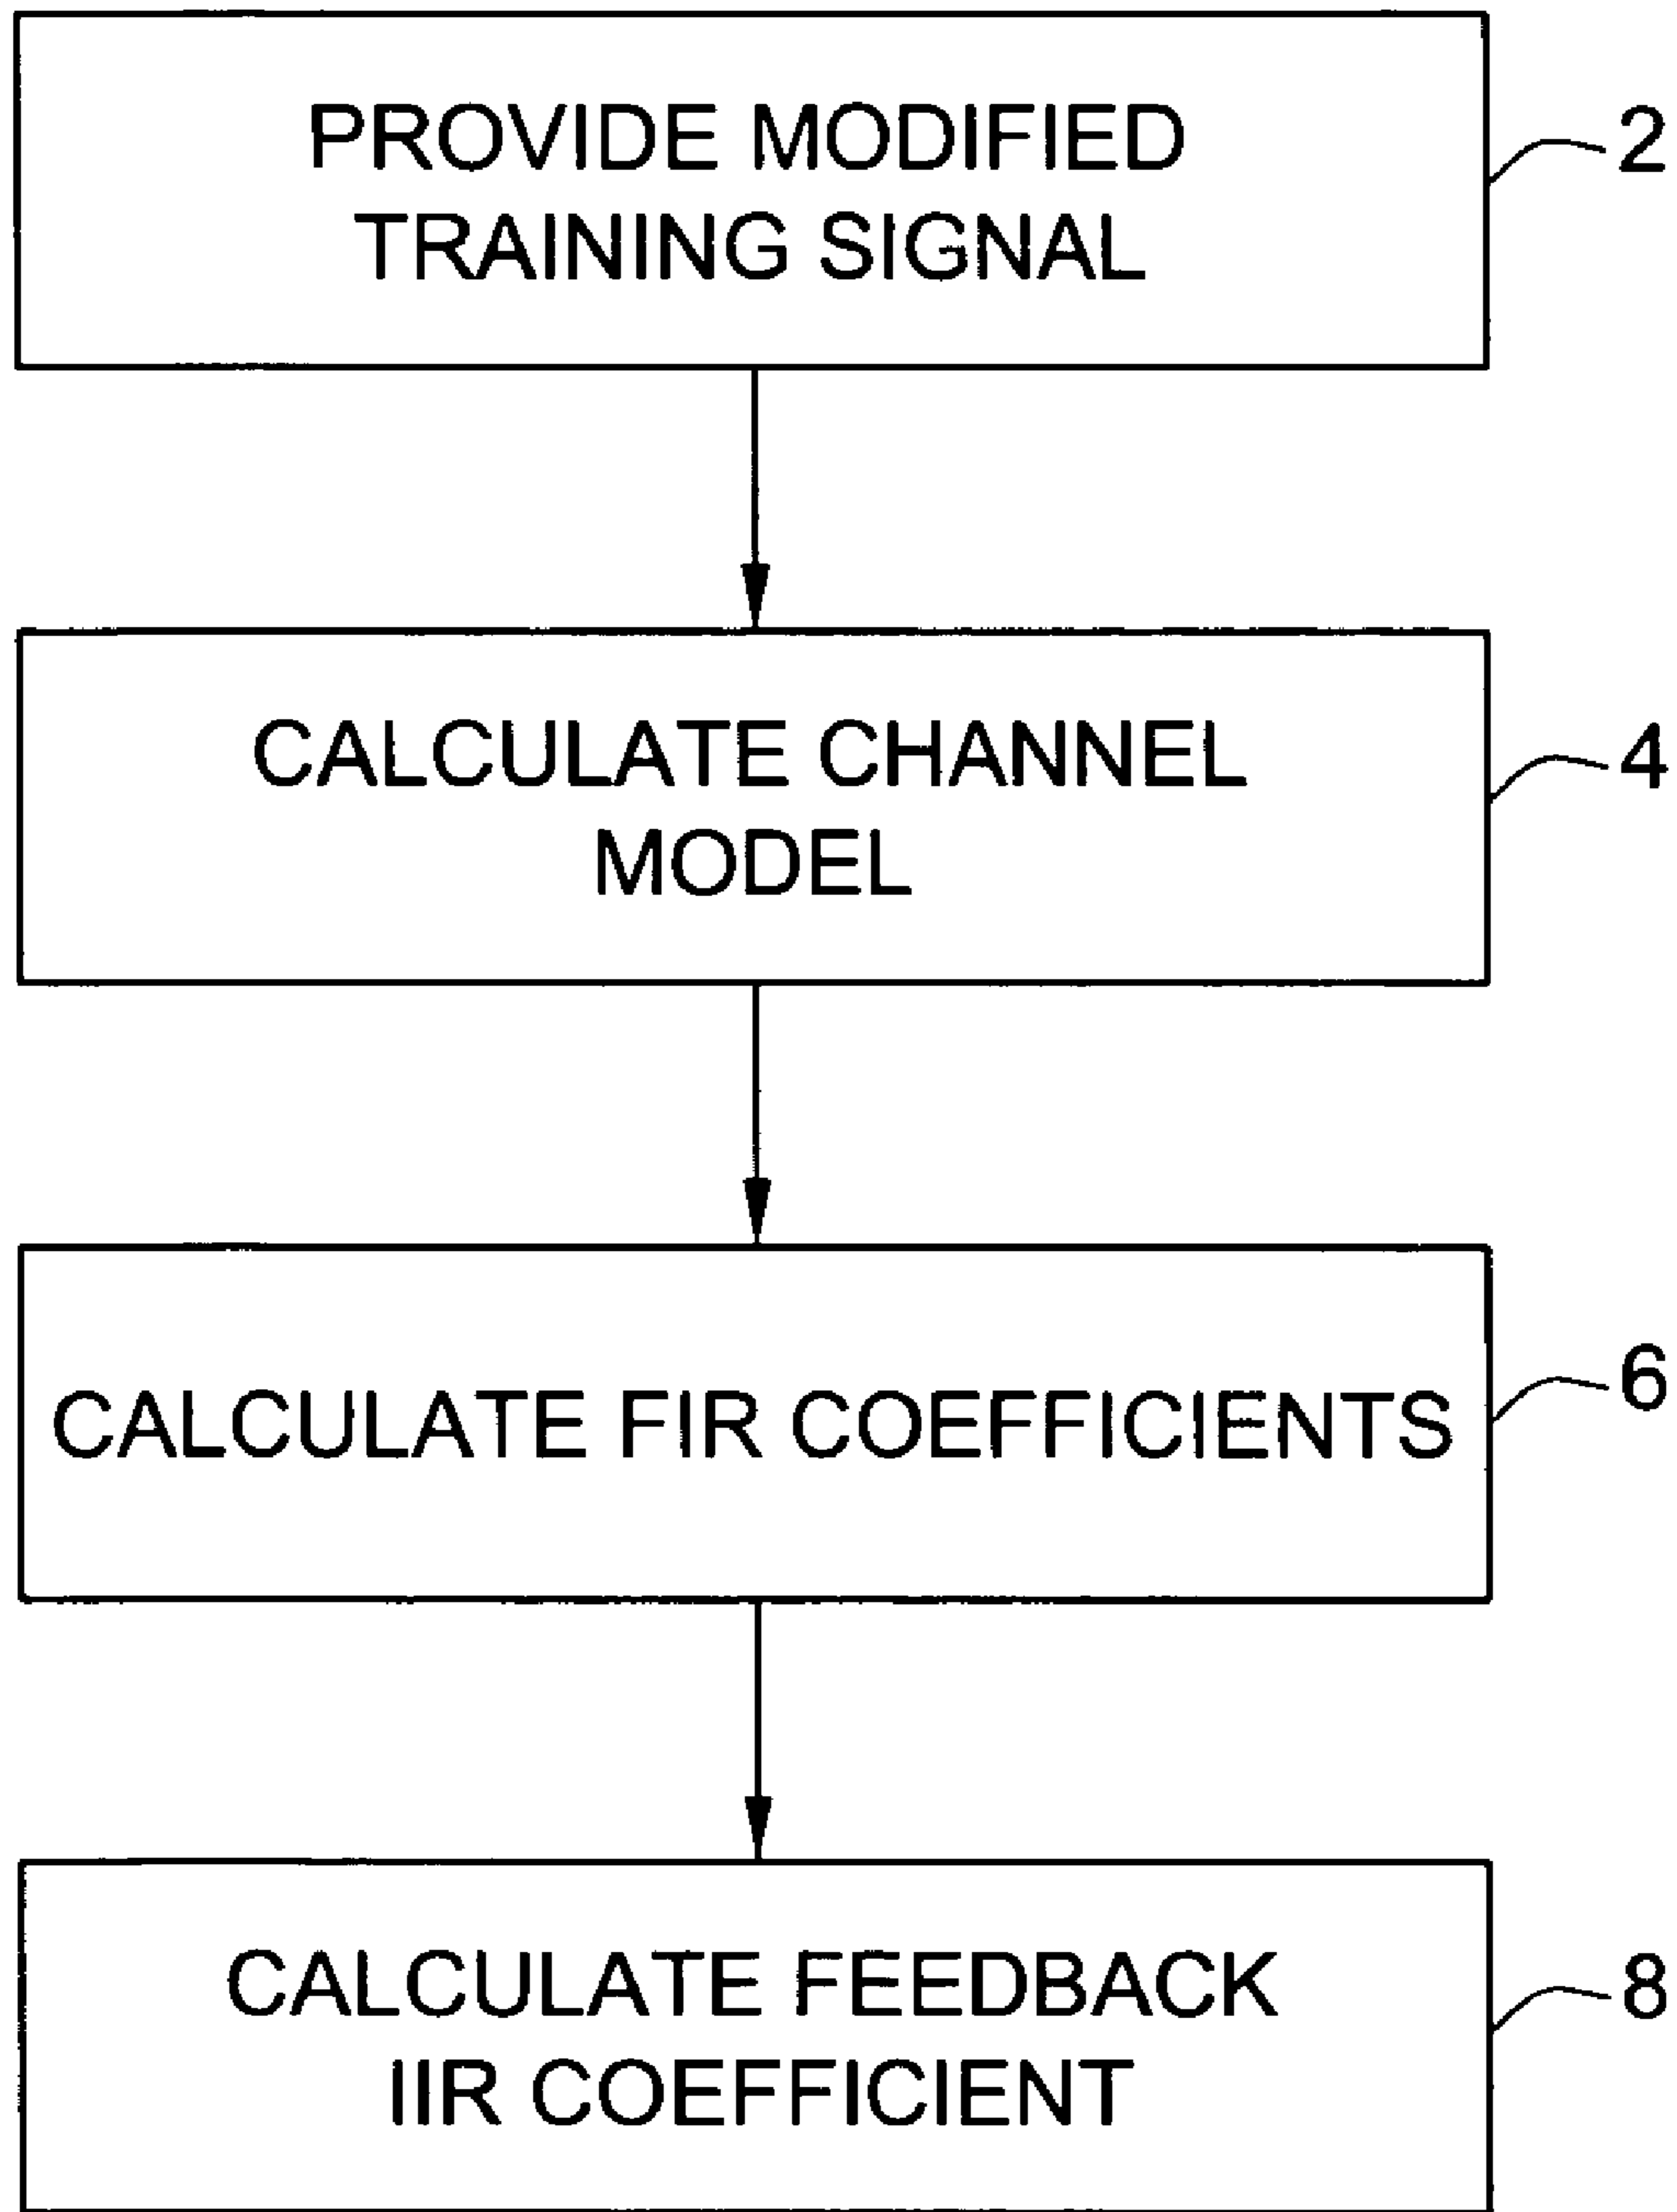 PROVIDE MODIFIED
TRAINING SIGNAL
2
CALCULATE CHANNEL
MODEL
4
CALCULATE FIR COEFFICIENTS
6
CALCULATE FEEDBACK
IIR COEFFICIENT
8